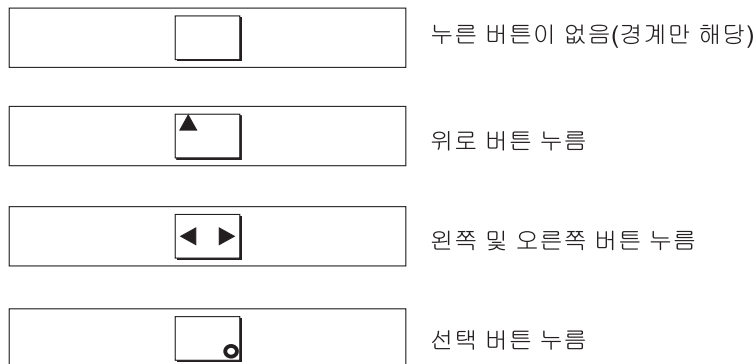 누른 버튼이 없음(경계만 해당)
위로 버튼 누름
왼쪽 및 오른쪽 버튼 누름
선택 버튼 누름